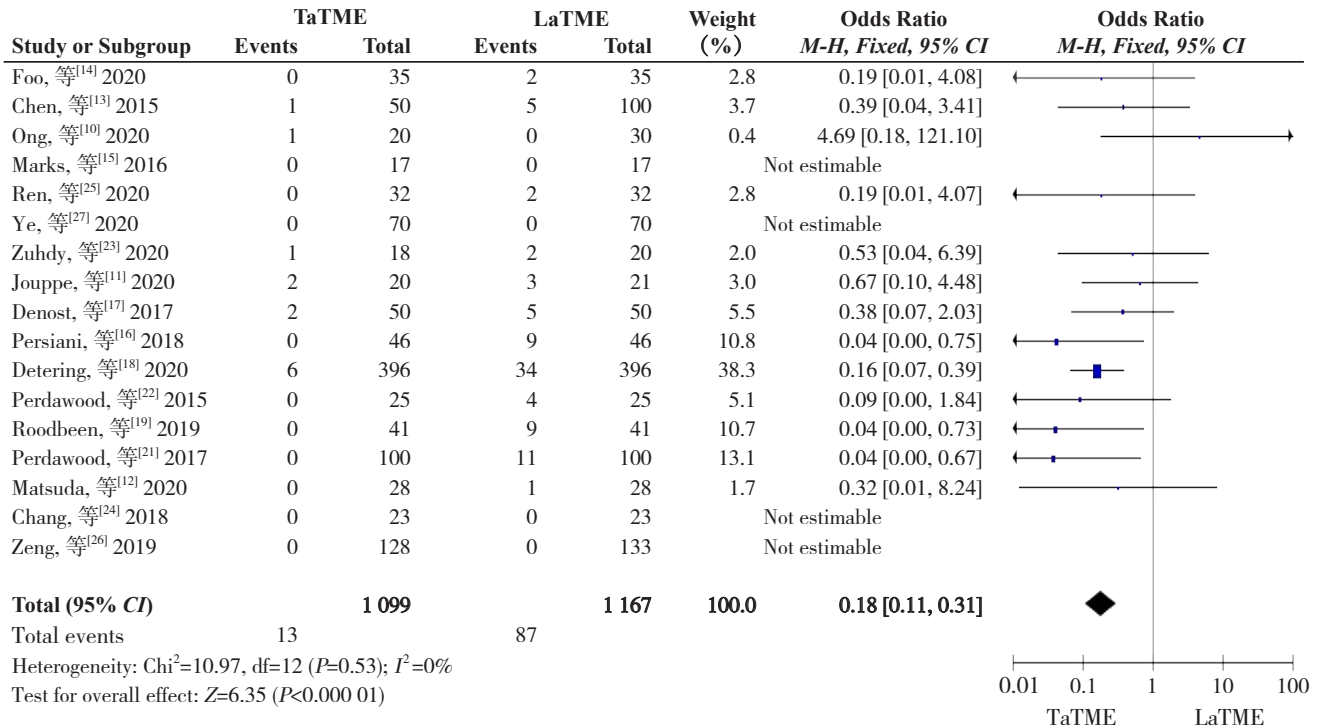 TaTME LaTME Weight Odds Ratio Odds Ratio
Study or Subgroup Events Total Events Total (%) M-H, Fixed, 95% CI M-H, Fixed, 95% CI
Foo, 等[14] 2020 0 35 2 35 2.8 0.19 [0.01, 4.08]
Chen, 等[13] 2015 1 50 5 100 3.7 0.39 [0.04, 3.41]
Ong, 等[10] 2020 1 20 0 30 0.4 4.69 [0.18, 121.10]
Marks, 等[15] 2016 0 17 0 17 Not estimable
Ren, 等[25] 2020 0 32 2 32 2.8 0.19 [0.01, 4.07]
Ye, 等[27] 2020 0 70 0 70 Not estimable
Zuhdy, 等[23] 2020 1 18 2 20 2.0 0.53 [0.04, 6.39]
Jouppe, 等[11] 2020 2 20 3 21 3.0 0.67 [0.10, 4.48]
Denost, 等[17] 2017 2 50 5 50 5.5 0.38 [0.07, 2.03]
Persiani, 等[16] 2018 0 46 9 46 10.8 0.04 [0.00, 0.75]
Detering, 等[18] 2020 6 396 34 396 38.3 0.16 [0.07, 0.39]
Perdawood, 等[22] 2015 0 25 4 25 5.1 0.09 [0.00, 1.84]
Roodbeen, 等[19] 2019 0 41 9 41 10.7 0.04 [0.00, 0.73]
Perdawood, 等[21] 2017 0 100 11 100 13.1 0.04 [0.00, 0.67]
Matsuda, 等[12] 2020 0 28 1 28 1.7 0.32 [0.01, 8.24]
Chang, 等[24] 2018 0 23 0 23 Not estimable
Zeng, 等[26] 2019 0 128 0 133 Not estimable
Total (95% CI) 1 099 1 167 100.0 0.18 [0.11, 0.31]
Total events 13 87
Heterogeneity: Chi²=10.97, df=12 (P=0.53); I²=0%
Test for overall effect: Z=6.35 (P<0.000 01)
0.01 0.1 1 10 100
TaTME LaTME